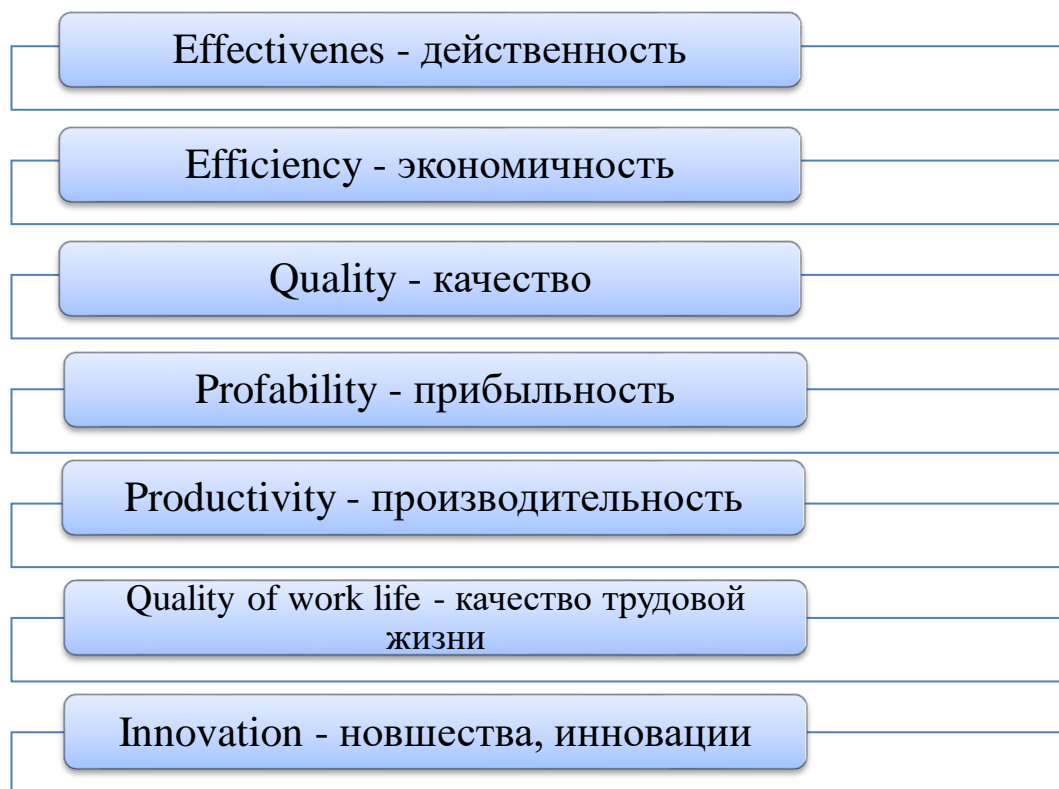 Effectivenes - действенность
Efficiency - экономичность
Quality - качество
Profability - прибыльность
Productivity - производительность
Quality of work life - качество трудовой
жизни
Innovation - новшества, инновации